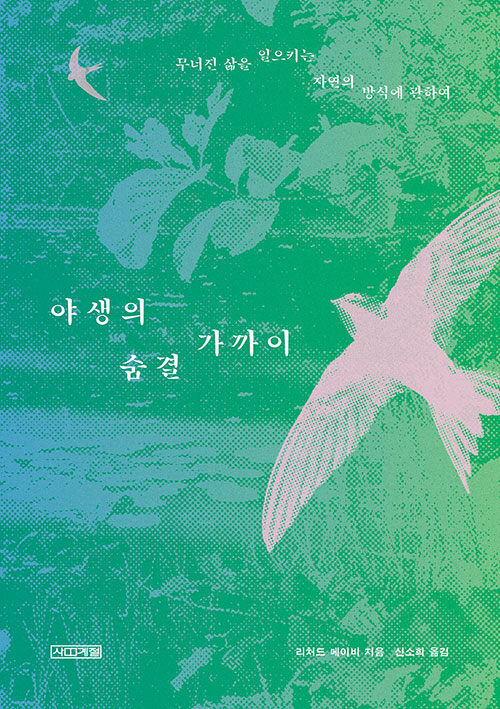 무너진 삶을 일으키는
자연의 방식에 관하여
야생의
숨결 가까이
사계절
리처드 메이비 지음 신소희 옮김